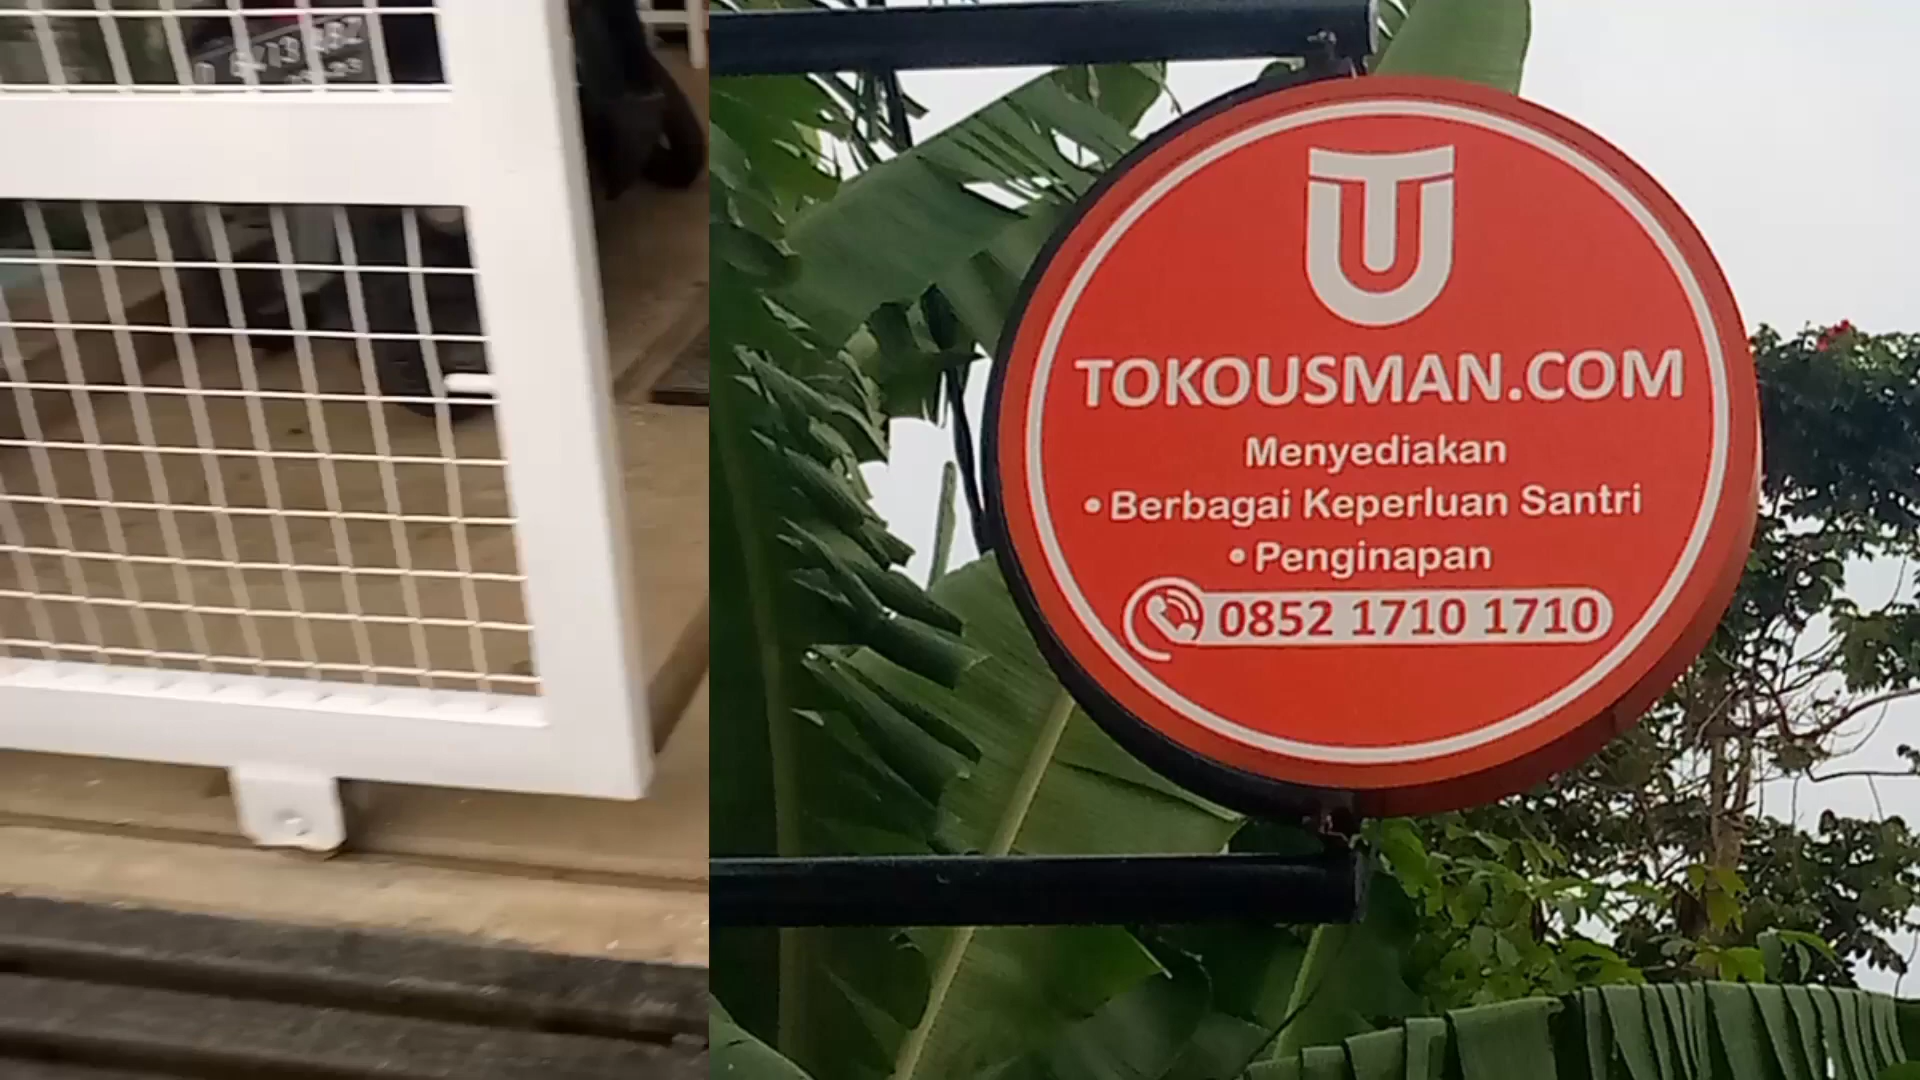 TOKOUSMAN.COM
Menyediakan
• Berbagai Keperluan Santri
• Penginapan
0852 1710 1710